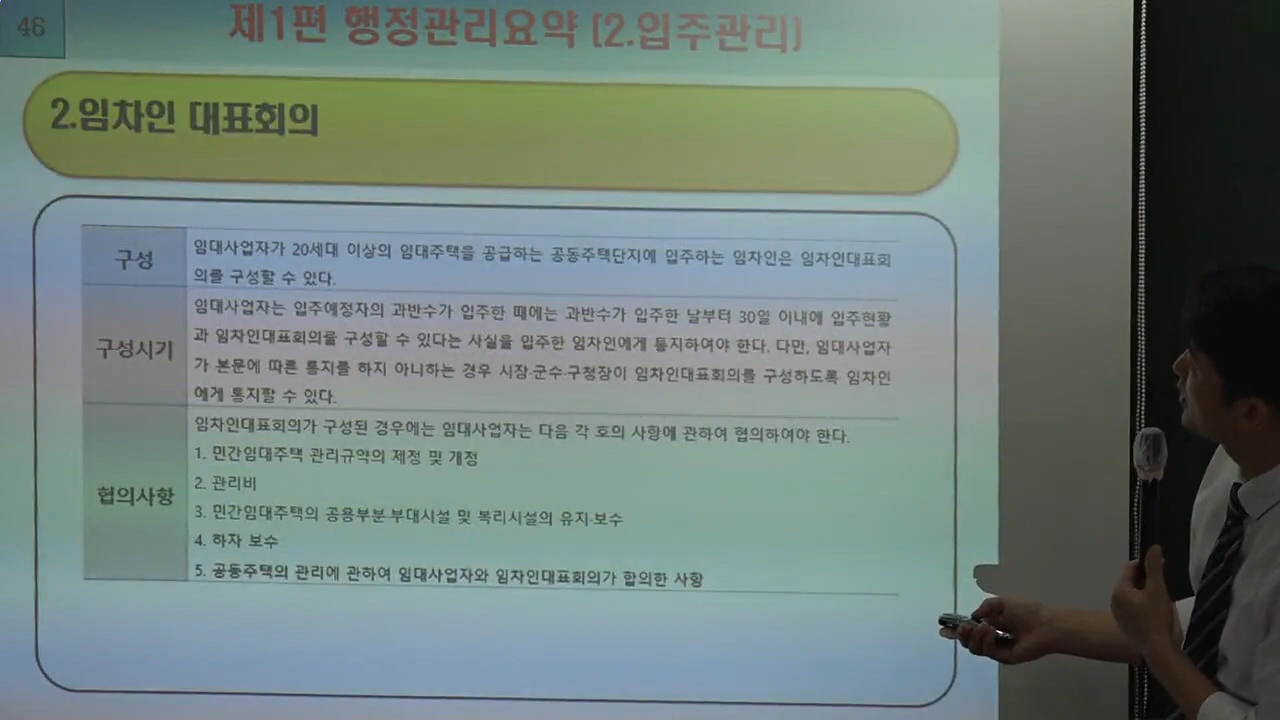 46
제1편 행정관리요약 [2.입주관리]
2.임차인 대표회의
구성
임대사업자가 20세대 이상의 임대주택을 공급하는 공동주택단지에 입주하는 임차인은 임차인대표회
의를 구성할 수 있다.
구성시기
임대사업자는 입주예정자의 과반수가 입주한 때에는 과반수가 입주한 날부터 30일 이내에 입주현황
과 임차인대표회의를 구성할 수 있다는 사실을 입주한 임차인에게 통지하여야 한다. 다만, 임대사업자
가 본문에 따른 통지를 하지 아니하는 경우 시장·군수·구청장이 임차인대표회의를 구성하도록 임차인
에게 통지할 수 있다.
협의사항
임차인대표회의가 구성된 경우에는 임대사업자는 다음 각 호의 사항에 관하여 협의하여야 한다.
1. 민간임대주택 관리규약의 제정 및 개정
2. 관리비
3. 민간임대주택의 공용부분·부대시설 및 복리시설의 유지·보수
4. 하자 보수
5. 공동주택의 관리에 관하여 임대사업자와 임차인대표회의가 합의한 사항